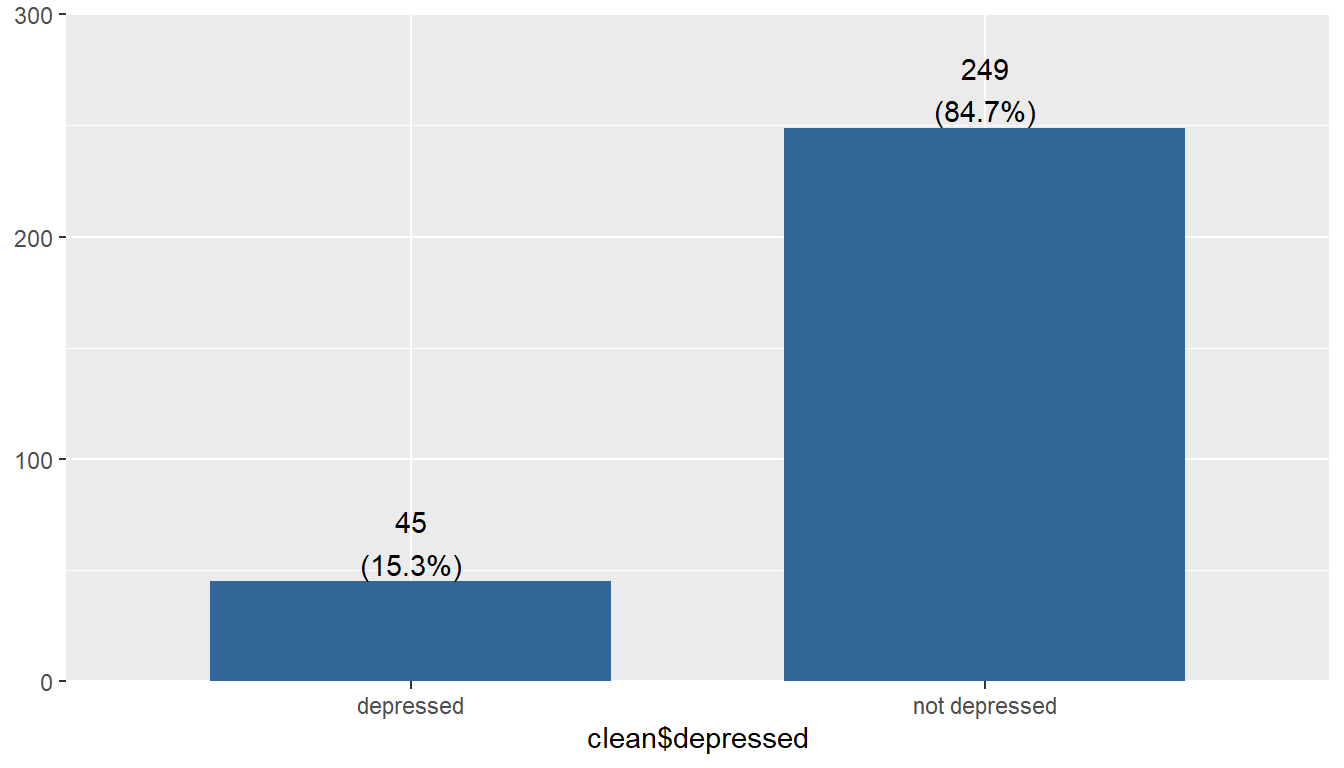 300
200
100
0
45
(15.3%)
249
(84.7%)
depressed
not depressed
clean$depressed